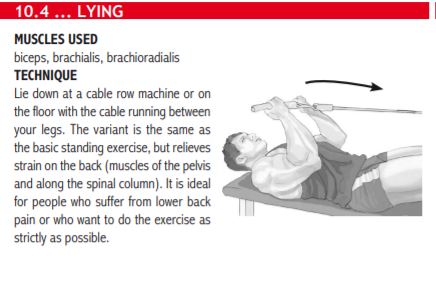 10.4 ... LYING
MUSCLES USED
biceps, brachialis, brachioradialis
TECHNIQUE
Lie down at a cable row machine or on
the floor with the cable running between
your legs. The variant is the same as
the basic standing exercise, but relieves
strain on the back (muscles of the pelvis
and along the spinal column). It is ideal
for people who suffer from lower back
pain or who want to do the exercise as
strictly as possible.